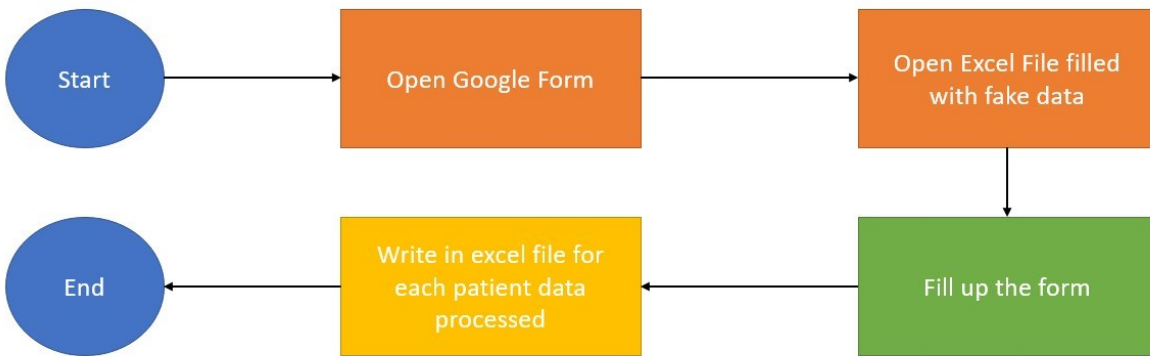 Start
Open Google Form
Open Excel File filled
with fake data
Fill up the form
Write in excel file for
each patient data
processed
End